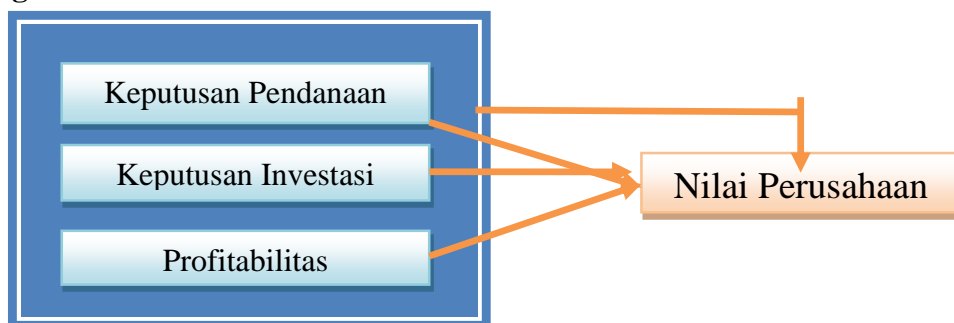 Keputusan Pendanaan
Keputusan Investasi
Nilai Perusahaan
Profitabilitas